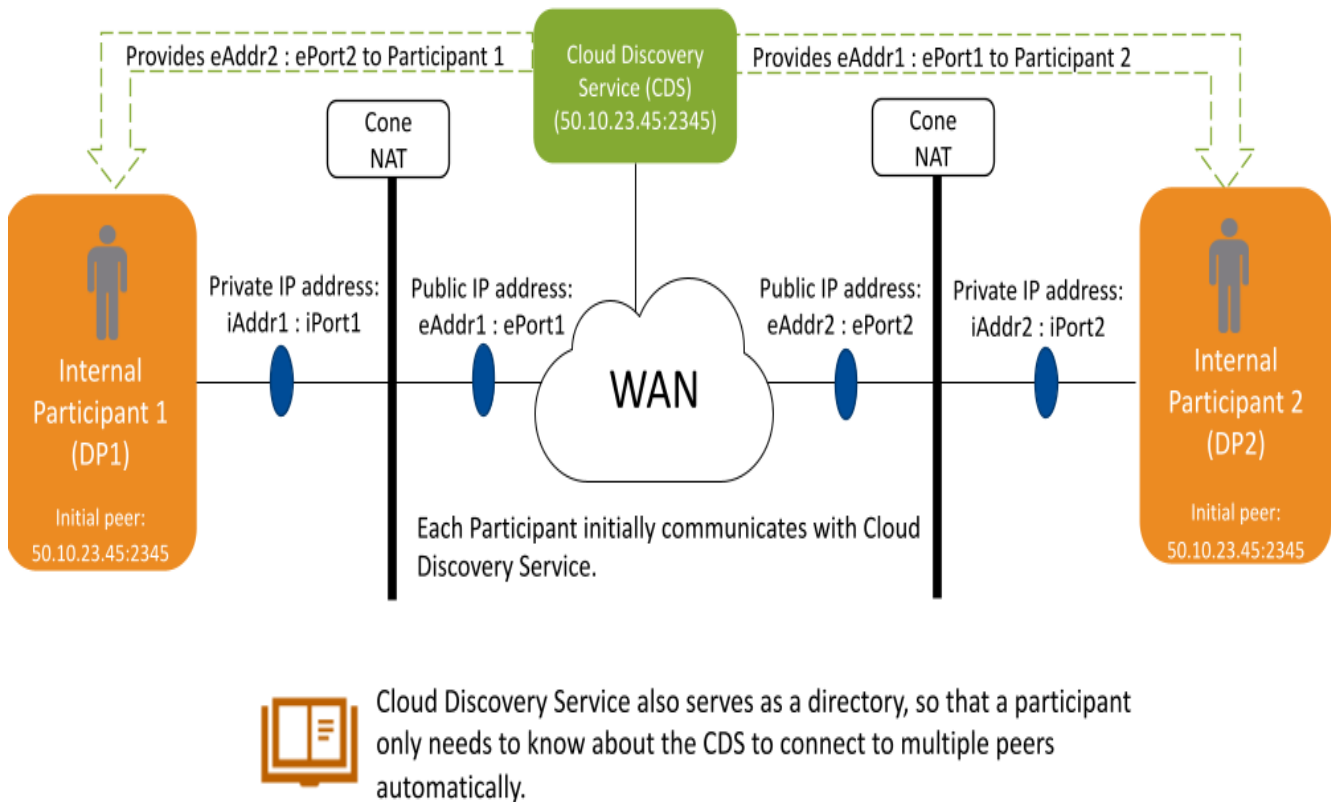 Provides eAddr2 : ePort2 to Participant 1
Cloud Discovery
Service (CDS)
(50.10.23.45:2345)
Provides eAddr1 : ePort1 to Participant 2
Cone
NAT
Cone
NAT
Private IP address:
iAddr1 : iPort1
Public IP address:
eAddr1 : ePort1
Public IP address:
eAddr2 : ePort2
Private IP address:
iAddr2 : iPort2
Internal
Participant 1
(DP1)
Initial peer:
50.10.23.45:2345
WAN
Internal
Participant 2
(DP2)
Initial peer:
50.10.23.45:2345
Each Participant initially communicates with Cloud
Discovery Service.
Cloud Discovery Service also serves as a directory, so that a participant
only needs to know about the CDS to connect to multiple peers
automatically.